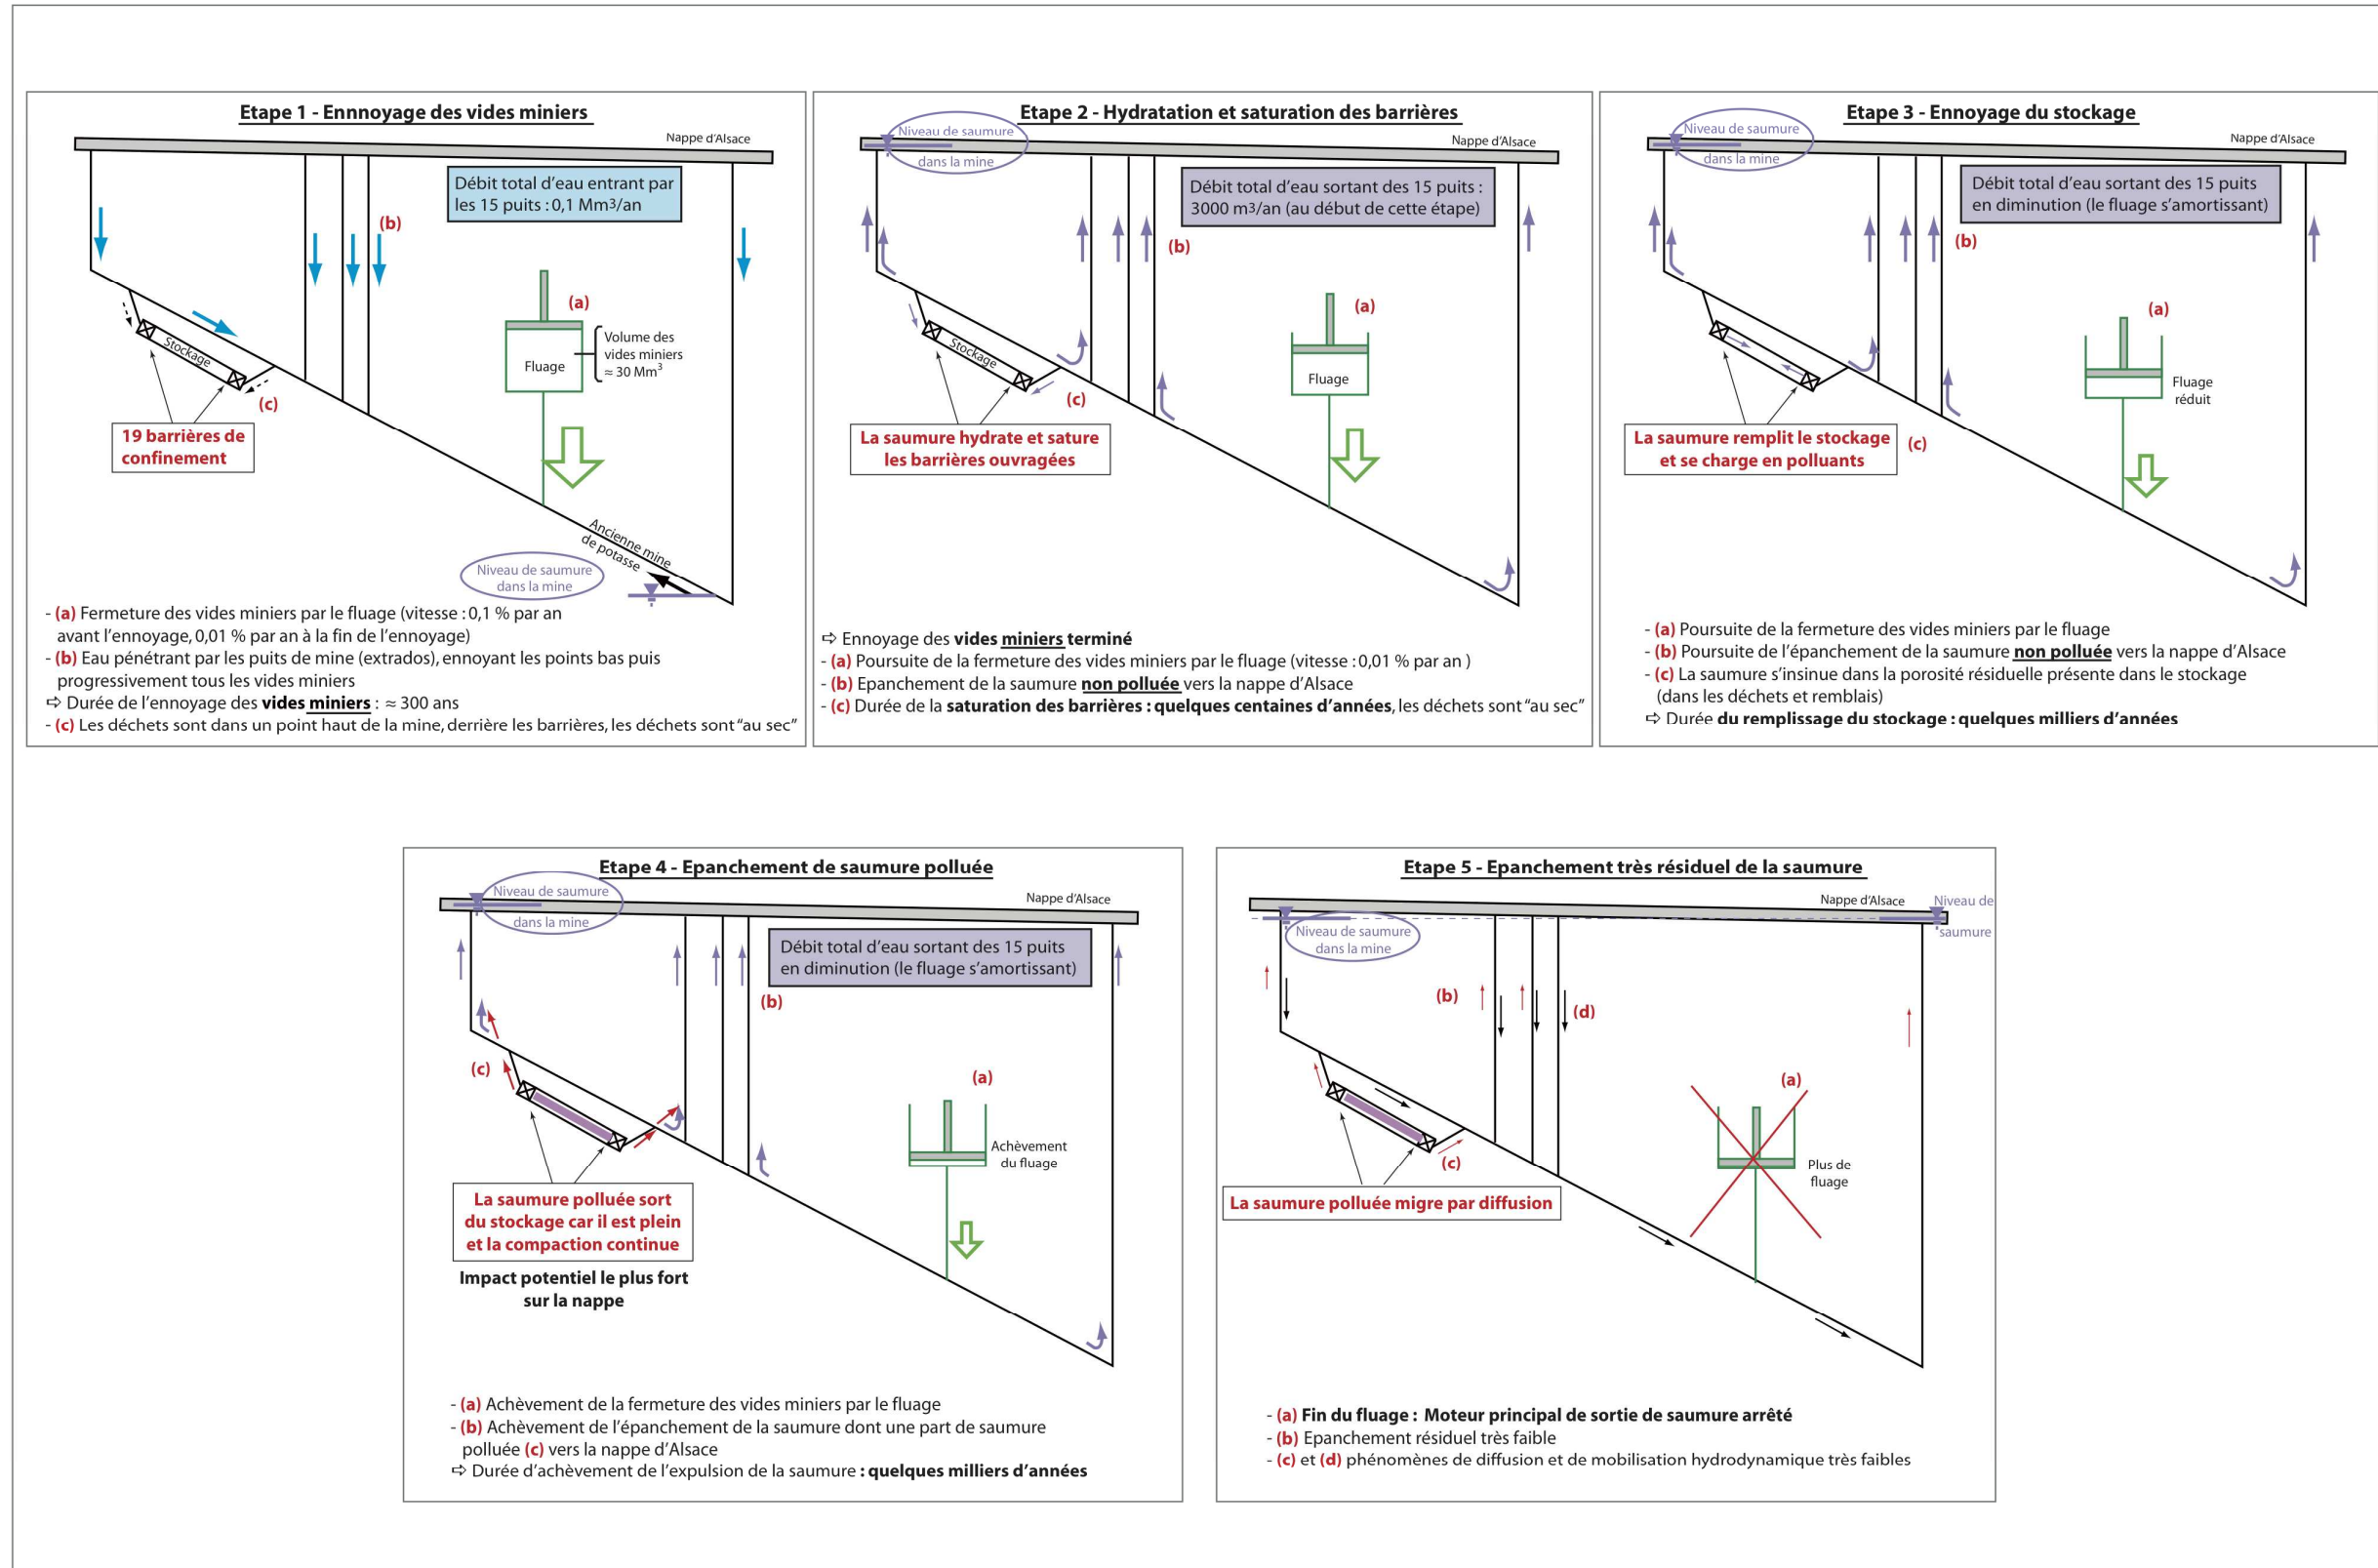 Etape 1 - Ennnoyage des vides miniers
Nappe d'Alsace
Débit total d'eau entrant par
les 15 puits : 0,1 Mm3/an
(b)
(a)
Volume des
vides miniers
≈ 30 Mm3
Fluage
Stockage
(c)
19 barrières de
confinement
Ancienne mine
de potasse
Niveau de saumure
dans la mine
- (a) Fermeture des vides miniers par le fluage (vitesse : 0,1 % par an
avant l'ennoyage, 0,01 % par an à la fin de l'ennoyage)
- (b) Eau pénétrant par les puits de mine (extrados), ennoyant les points bas puis
progressivement tous les vides miniers
⇨ Durée de l'ennoyage des vides miniers : ≈ 300 ans
- (c) Les déchets sont dans un point haut de la mine, derrière les barrières, les déchets sont “au sec”
Etape 2 - Hydratation et saturation des barrières
Niveau de saumure
dans la mine
Nappe d'Alsace
Débit total d'eau sortant des 15 puits :
3000 m3/an (au début de cette étape)
(b)
(a)
Fluage
Stockage
(c)
La saumure hydrate et sature
les barrières ouvragées
⇨ Ennoyage des vides miniers terminé
- (a) Poursuite de la fermeture des vides miniers par le fluage (vitesse : 0,01 % par an )
- (b) Epanchement de la saumure non polluée vers la nappe d'Alsace
- (c) Durée de la saturation des barrières : quelques centaines d'années, les déchets sont “au sec”
Etape 3 - Ennoyage du stockage
Niveau de saumure
dans la mine
Nappe d'Alsace
Débit total d'eau sortant des 15 puits
en diminution (le fluage s'amortissant)
(b)
(a)
Fluage
réduit
La saumure remplit le stockage
et se charge en polluants
(c)
- (a) Poursuite de la fermeture des vides miniers par le fluage
- (b) Poursuite de l'épanchement de la saumure non polluée vers la nappe d'Alsace
- (c) La saumure s'insinue dans la porosité résiduelle présente dans le stockage
(dans les déchets et remblais)
⇨ Durée du remplissage du stockage : quelques milliers d'années
Etape 4 - Epanchement de saumure polluée
Niveau de saumure
dans la mine
Nappe d'Alsace
Débit total d'eau sortant des 15 puits
en diminution (le fluage s'amortissant)
(b)
(c)
(a)
Achèvement
du fluage
La saumure polluée sort
du stockage car il est plein
et la compaction continue
Impact potentiel le plus fort
sur la nappe
- (a) Achèvement de la fermeture des vides miniers par le fluage
- (b) Achèvement de l'épanchement de la saumure dont une part de saumure
polluée (c) vers la nappe d'Alsace
⇨ Durée d'achèvement de l'expulsion de la saumure : quelques milliers d'années
Etape 5 - Epanchement très résiduel de la saumure
Nappe d'Alsace
Niveau de
saumure
Niveau de saumure
dans la mine
(b)
(d)
(a)
Plus de
fluage
(c)
La saumure polluée migre par diffusion
- (a) Fin du fluage : Moteur principal de sortie de saumure arrêté
- (b) Epanchement résiduel très faible
- (c) et (d) phénomènes de diffusion et de mobilisation hydrodynamique très faibles